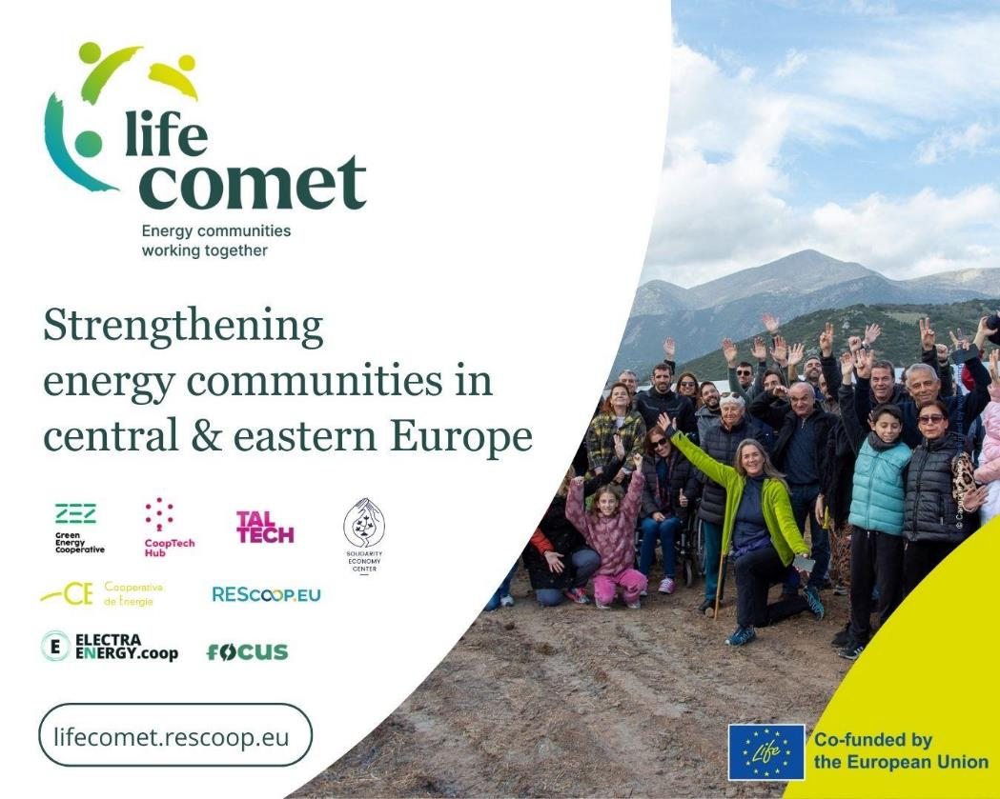 life
comet
Energy communities
working together
Strengthening
energy communities in
central & eastern Europe
ZEZ
Green
Energy
Cooperative
CoopTech
Hub
TAL
TECH
SOLIDARITY
ECONOMY
CENTER
CE Cooperativa
de Energie
REScoop.EU
E ELECTRA
ENERGY.coop
fOCUS
lifecomet.rescoop.eu
Life
Co-funded by
the European Union